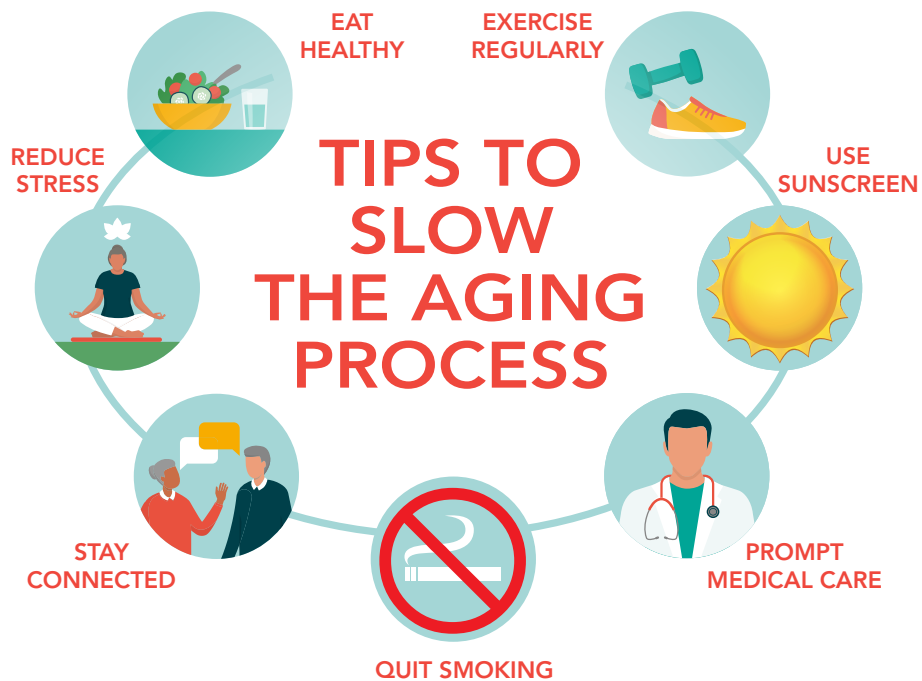 EAT
HEALTHY
EXERCISE
REGULARLY
REDUCE
STRESS
TIPS TO
SLOW
THE AGING
PROCESS
USE
SUNSCREEN
STAY
CONNECTED
PROMPT
MEDICAL CARE
QUIT SMOKING